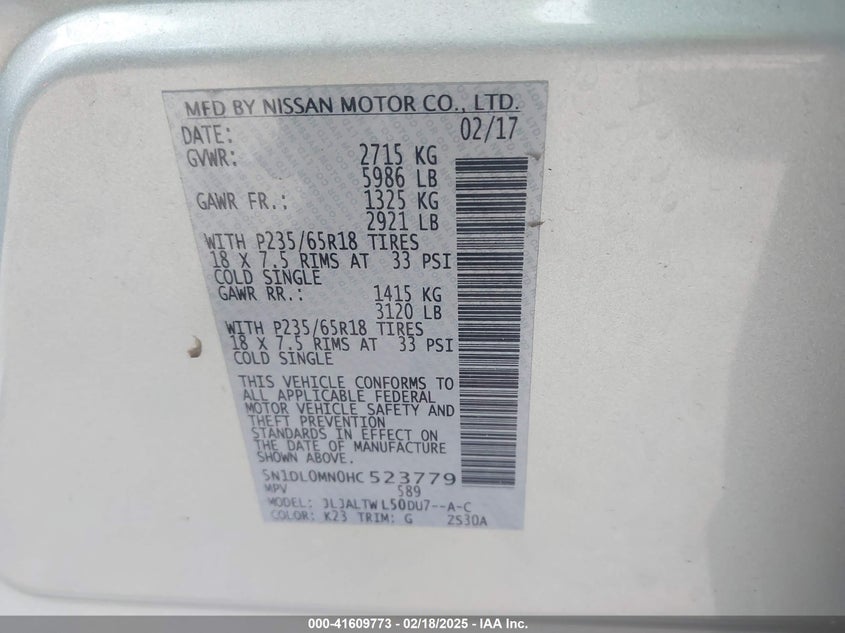 MFD BY NISSAN MOTOR CO., LTD.
DATE: 02/17
GVWR: 2715 KG
5986 LB
GAWR FR.: 1325 KG
2921 LB
WITH P235/65R18 TIRES
18 X 7.5 RIMS AT 33 PSI
COLD SINGLE
GAWR RR.: 1415 KG
3120 LB
WITH P235/65R18 TIRES
18 X 7.5 RIMS AT 33 PSI
COLD SINGLE
THIS VEHICLE CONFORMS TO
ALL APPLICABLE FEDERAL
MOTOR VEHICLE SAFETY AND
THEFT PREVENTION
STANDARDS IN EFFECT ON
THE DATE OF MANUFACTURE
SHOWN ABOVE.
5N1DL0MN0HC 523779
MPV 589
MODEL: JLJALTWL50DU7--A-C
COLOR: K23 TRIM: G 2S30A
000-41609773 - 02/18/2025 - IAA Inc.